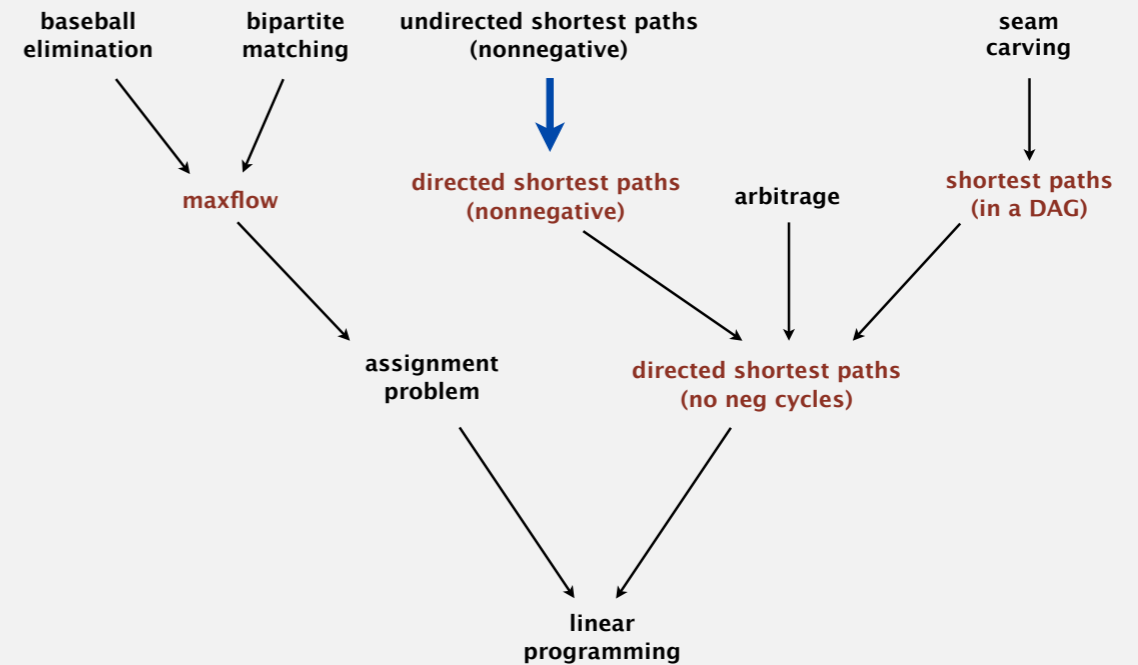 baseball
elimination
bipartite
matching
undirected shortest paths
(nonnegative)
seam
carving
maxflow
directed shortest paths
(nonnegative)
arbitrage
shortest paths
(in a DAG)
assignment
problem
directed shortest paths
(no neg cycles)
linear
programming